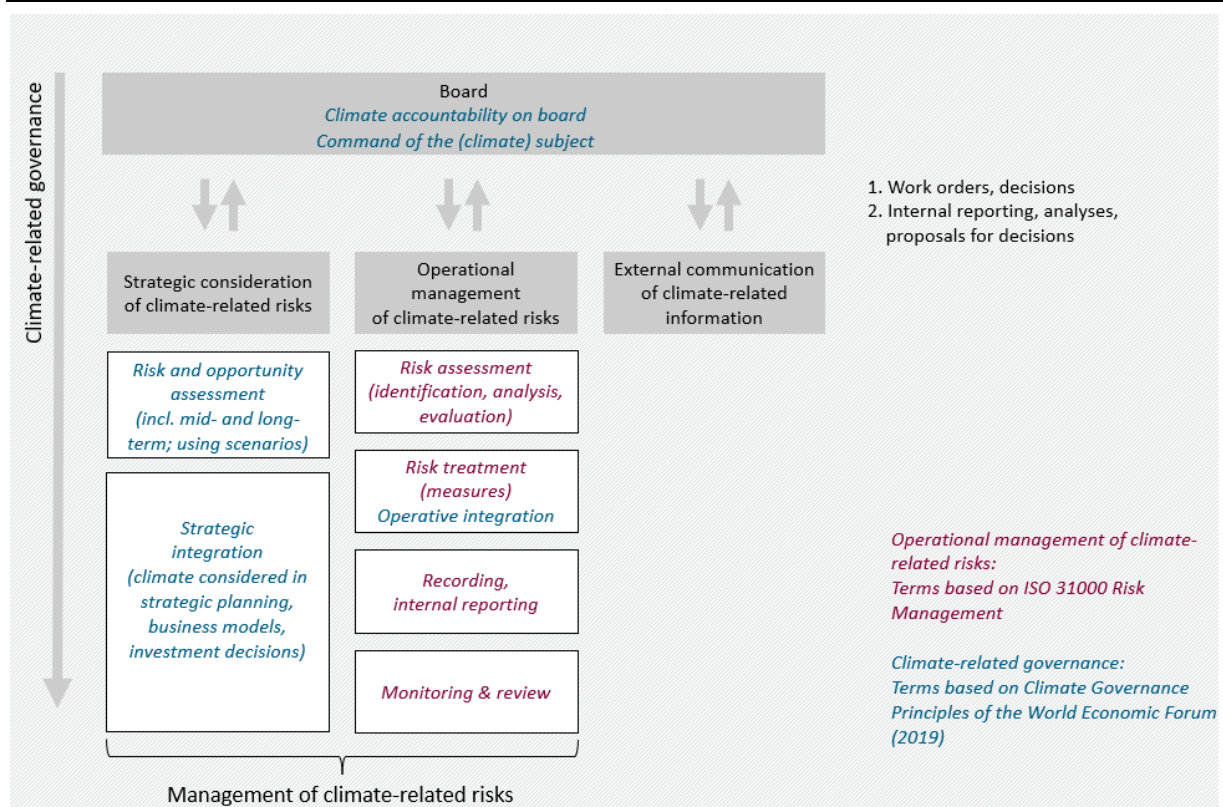 Climate-related governance
Board
Climate accountability on board
Command of the (climate) subject
1. Work orders, decisions
2. Internal reporting, analyses,
proposals for decisions
Strategic consideration
of climate-related risks
Operational
management
of climate-related risks
External communication
of climate-related
information
Risk and opportunity
assessment
(incl. mid- and long-
term; using scenarios)
Strategic
integration
(climate considered in
strategic planning,
business models,
investment decisions)
Risk assessment
(identification, analysis,
evaluation)
Risk treatment
(measures)
Operative integration
Recording,
internal reporting
Monitoring & review
Operational management of climate-
related risks:
Terms based on ISO 31000 Risk
Management
Climate-related governance:
Terms based on Climate Governance
Principles of the World Economic Forum
(2019)
Management of climate-related risks